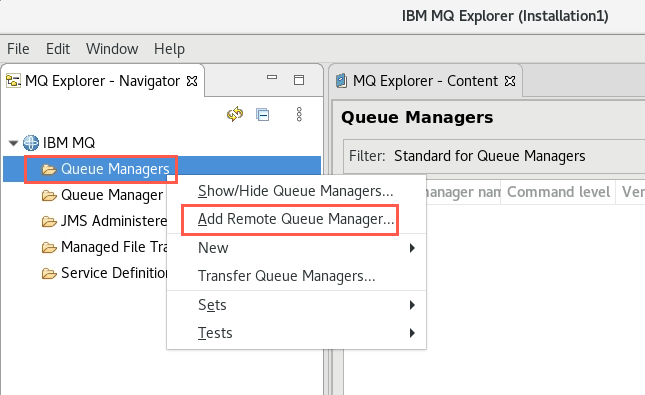 IBM MQ Explorer (Installation1)
File Edit Window Help
MQ Explorer - Navigator
MQ Explorer - Content
IBM MQ
Queue Managers
Queue Manager
JMS Administere
Managed File Tra
Service Definition
Show/Hide Queue Managers...
Add Remote Queue Manager...
New
Transfer Queue Managers...
Sets
Tests
Queue Managers
Filter: Standard for Queue Managers
manager nam Command level Ver